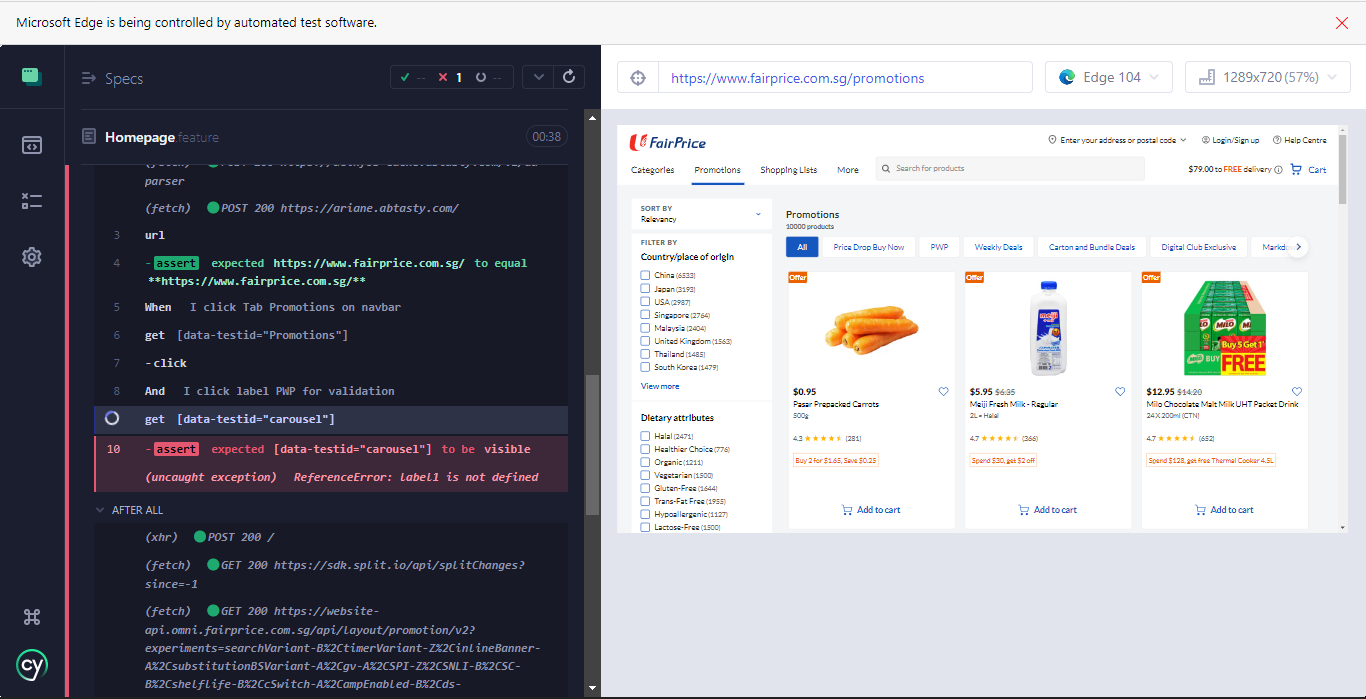 Microsoft Edge is being controlled by automated test software.
Specs
-- 1 --
https://www.fairprice.com.sg/promotions
Edge 104
1289x720 (57%)
Homepage.feature
00:38
parser
(fetch) POST 200 https://ariane.abtasty.com/
3 url
4 -assert expected https://www.fairprice.com.sg/ to equal
**https://www.fairprice.com.sg/**
5 When I click Tab Promotions on navbar
6 get [data-testid="Promotions"]
7 -click
8 And I click label PWP for validation
get [data-testid="carousel"]
10 -assert expected [data-testid="carousel"] to be visible
(uncaught exception) ReferenceError: label1 is not defined
AFTER ALL
(xhr) POST 200 /
(fetch) GET 200 https://sdk.split.io/api/splitChanges?
since=-1
(fetch) GET 200 https://website-
api.omni.fairprice.com.sg/api/layout/promotion/v2?
experiments=searchVariant-B%2CtimerVariant-Z%2CinlineBanner-
A%2CsubstitutionBSVariant-A%2Cgv-A%2CSPI-Z%2CSNLI-B%2CSC-
B%2Cshelflife-B%2CcSwitch-A%2CampEnabled-B%2Cds-
cy
FairPrice
Enter your address or postal code
Login/Sign up
Help Centre
Categories
Promotions
Shopping Lists
More
Search for products
$79.00 to FREE delivery
Cart
SORT BY
Relevancy
FILTER BY
Country/place of origin
China (6533)
Japan (3193)
USA (2987)
Singapore (2764)
Malaysia (2404)
United Kingdom (1563)
Thailand (1485)
South Korea (1479)
View more
Dietary attributes
Halal (2471)
Healthier Choice (776)
Organic (1211)
Vegetarian (1500)
Gluten-Free (1644)
Trans-Fat Free (1955)
Hypoallergenic (1127)
Lactose-Free (1500)
Promotions
10000 products
All
Price Drop Buy Now
PWP
Weekly Deals
Carton and Bundle Deals
Digital Club Exclusive
Markd
Offer
$0.95
Pasar Prepacked Carrots
500g
4.3 (281)
Buy 2 for $1.65, Save $0.25
Add to cart
Offer
meiji
$5.95 $6.35
Meiji Fresh Milk - Regular
2L • Halal
4.7 (366)
Spend $30, get $2 off
Add to cart
Offer
MILO MILO
Buy 5 Get 1
MILO BUY FREE
$12.95 $14.20
Milo Chocolate Malt Milk UHT Packet Drink
24 X 200ml (CTN)
4.7 (652)
Spend $128, get free Thermal Cooker 4.5L
Add to cart